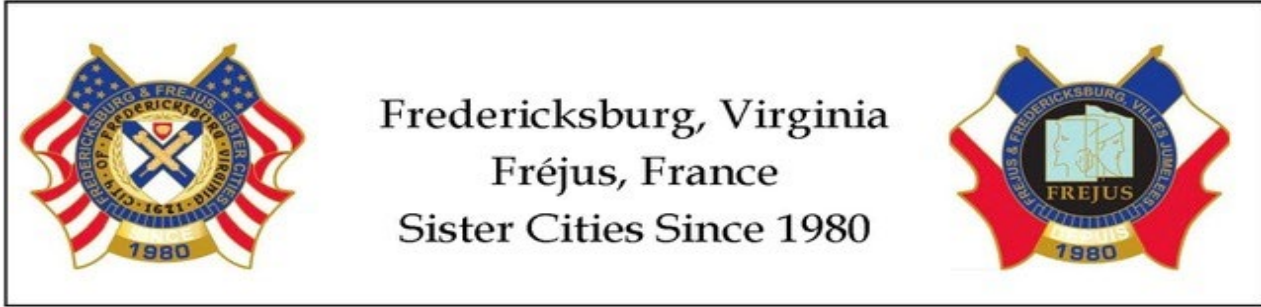 FREDERICKSBURG & FREJUS, SISTER CITIES
CITY · OF · FREDERICKSBURG · VIRGINIA
· 1621 ·
SINCE
1980
Fredericksburg, Virginia
Fréjus, France
Sister Cities Since 1980
FREJUS & FREDERICKSBURG, VILLES JUMELEES
FREJUS
DEPUIS
1980